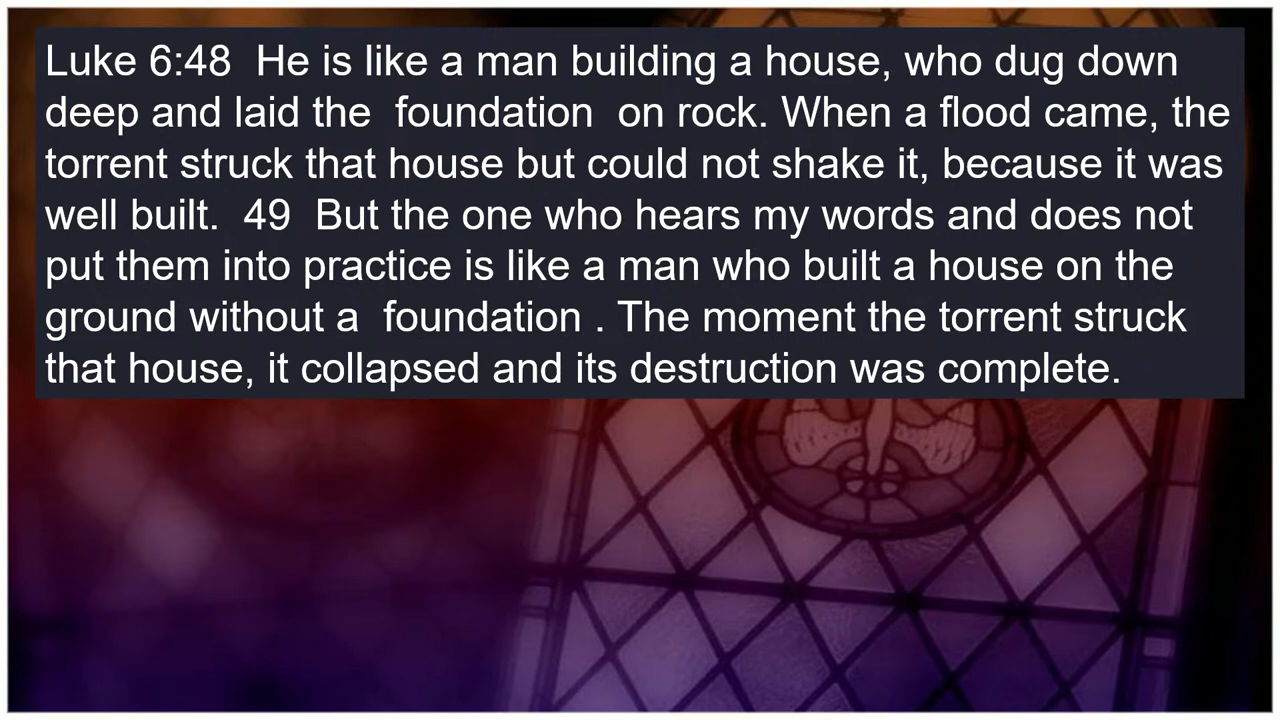 Luke 6:48  He is like a man building a house, who dug down
deep and laid the  foundation  on rock. When a flood came, the
torrent struck that house but could not shake it, because it was
well built.  49  But the one who hears my words and does not
put them into practice is like a man who built a house on the
ground without a  foundation . The moment the torrent struck
that house, it collapsed and its destruction was complete.